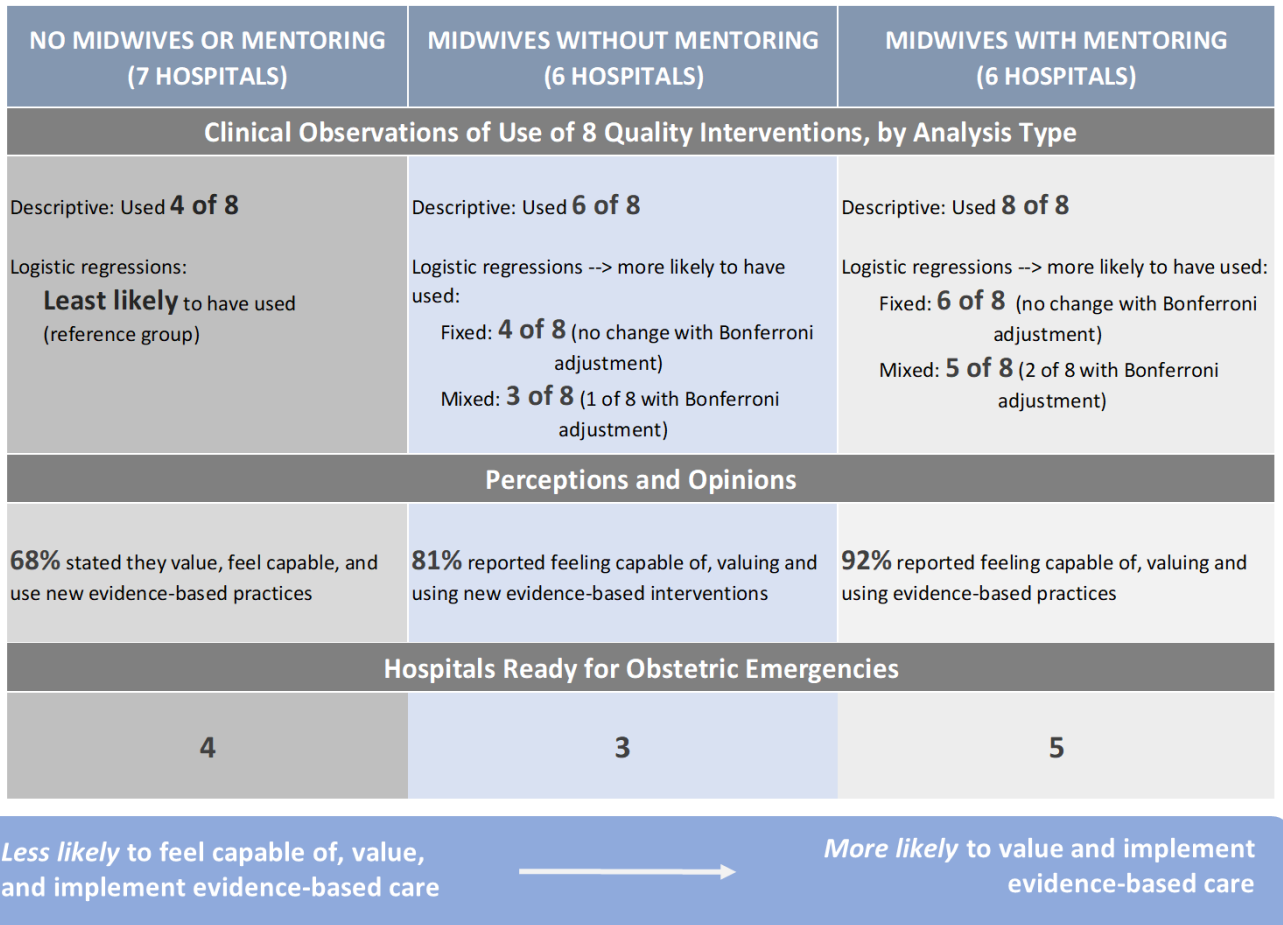 NO MIDWIVES OR MENTORING
(7 HOSPITALS)
MIDWIVES WITHOUT MENTORING
(6 HOSPITALS)
MIDWIVES WITH MENTORING
(6 HOSPITALS)
Clinical Observations of Use of 8 Quality Interventions, by Analysis Type
Descriptive: Used 4 of 8
Logistic regressions:
Least likely to have used
(reference group)
Descriptive: Used 6 of 8
Logistic regressions --> more likely to have
used:
Fixed: 4 of 8 (no change with Bonferroni
adjustment)
Mixed: 3 of 8 (1 of 8 with Bonferroni
adjustment)
Descriptive: Used 8 of 8
Logistic regressions --> more likely to have used:
Fixed: 6 of 8 (no change with Bonferroni
adjustment)
Mixed: 5 of 8 (2 of 8 with Bonferroni
adjustment)
Perceptions and Opinions
68% stated they value, feel capable, and
use new evidence-based practices
81% reported feeling capable of, valuing and
using new evidence-based interventions
92% reported feeling capable of, valuing and
using evidence-based practices
Hospitals Ready for Obstetric Emergencies
4
3
5
Less likely to feel capable of, value,
and implement evidence-based care
More likely to value and implement
evidence-based care